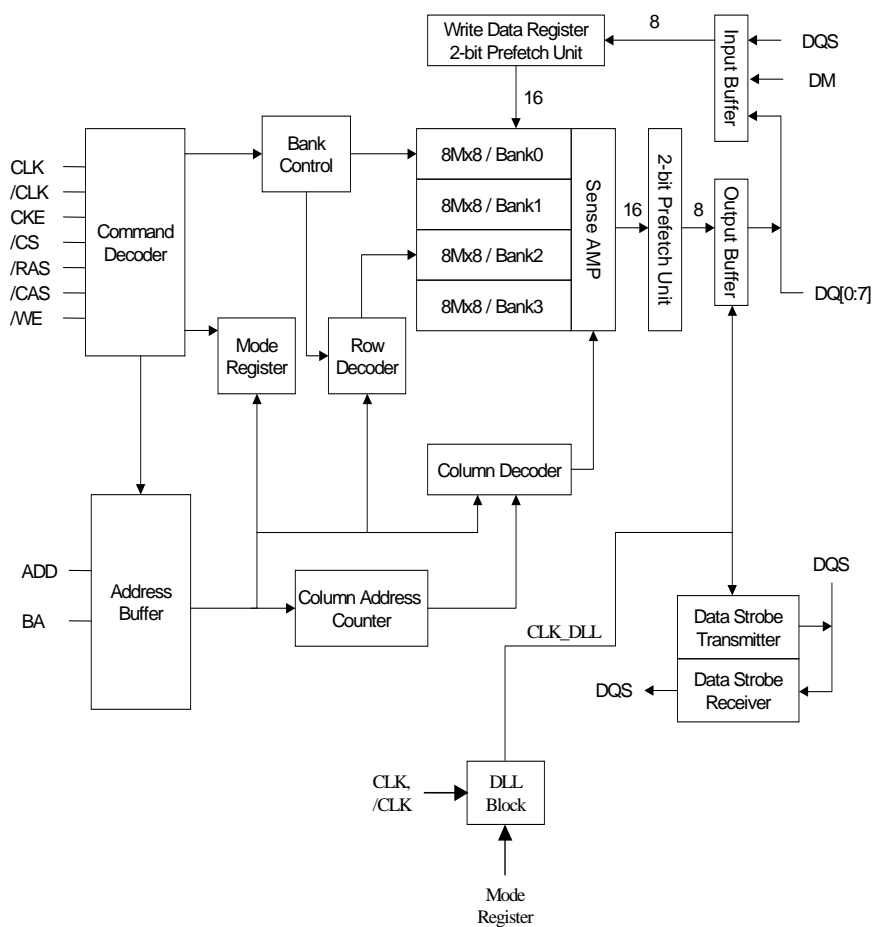 Write Data Register
2-bit Prefetch Unit
8
Input Buffer
DQS
DM
16
Bank
Control
8Mx8 / Bank0
8Mx8 / Bank1
8Mx8 / Bank2
8Mx8 / Bank3
Sense AMP
16
2-bit Prefetch Unit
8
Output Buffer
DQ[0:7]
CLK
/CLK
CKE
/CS
/RAS
/CAS
/WE
Command
Decoder
Mode
Register
Row
Decoder
Column Decoder
ADD
BA
Address
Buffer
Column Address
Counter
CLK_DLL
DQS
Data Strobe
Transmitter
Data Strobe
Receiver
DQS
CLK,
/CLK
DLL
Block
Mode
Register